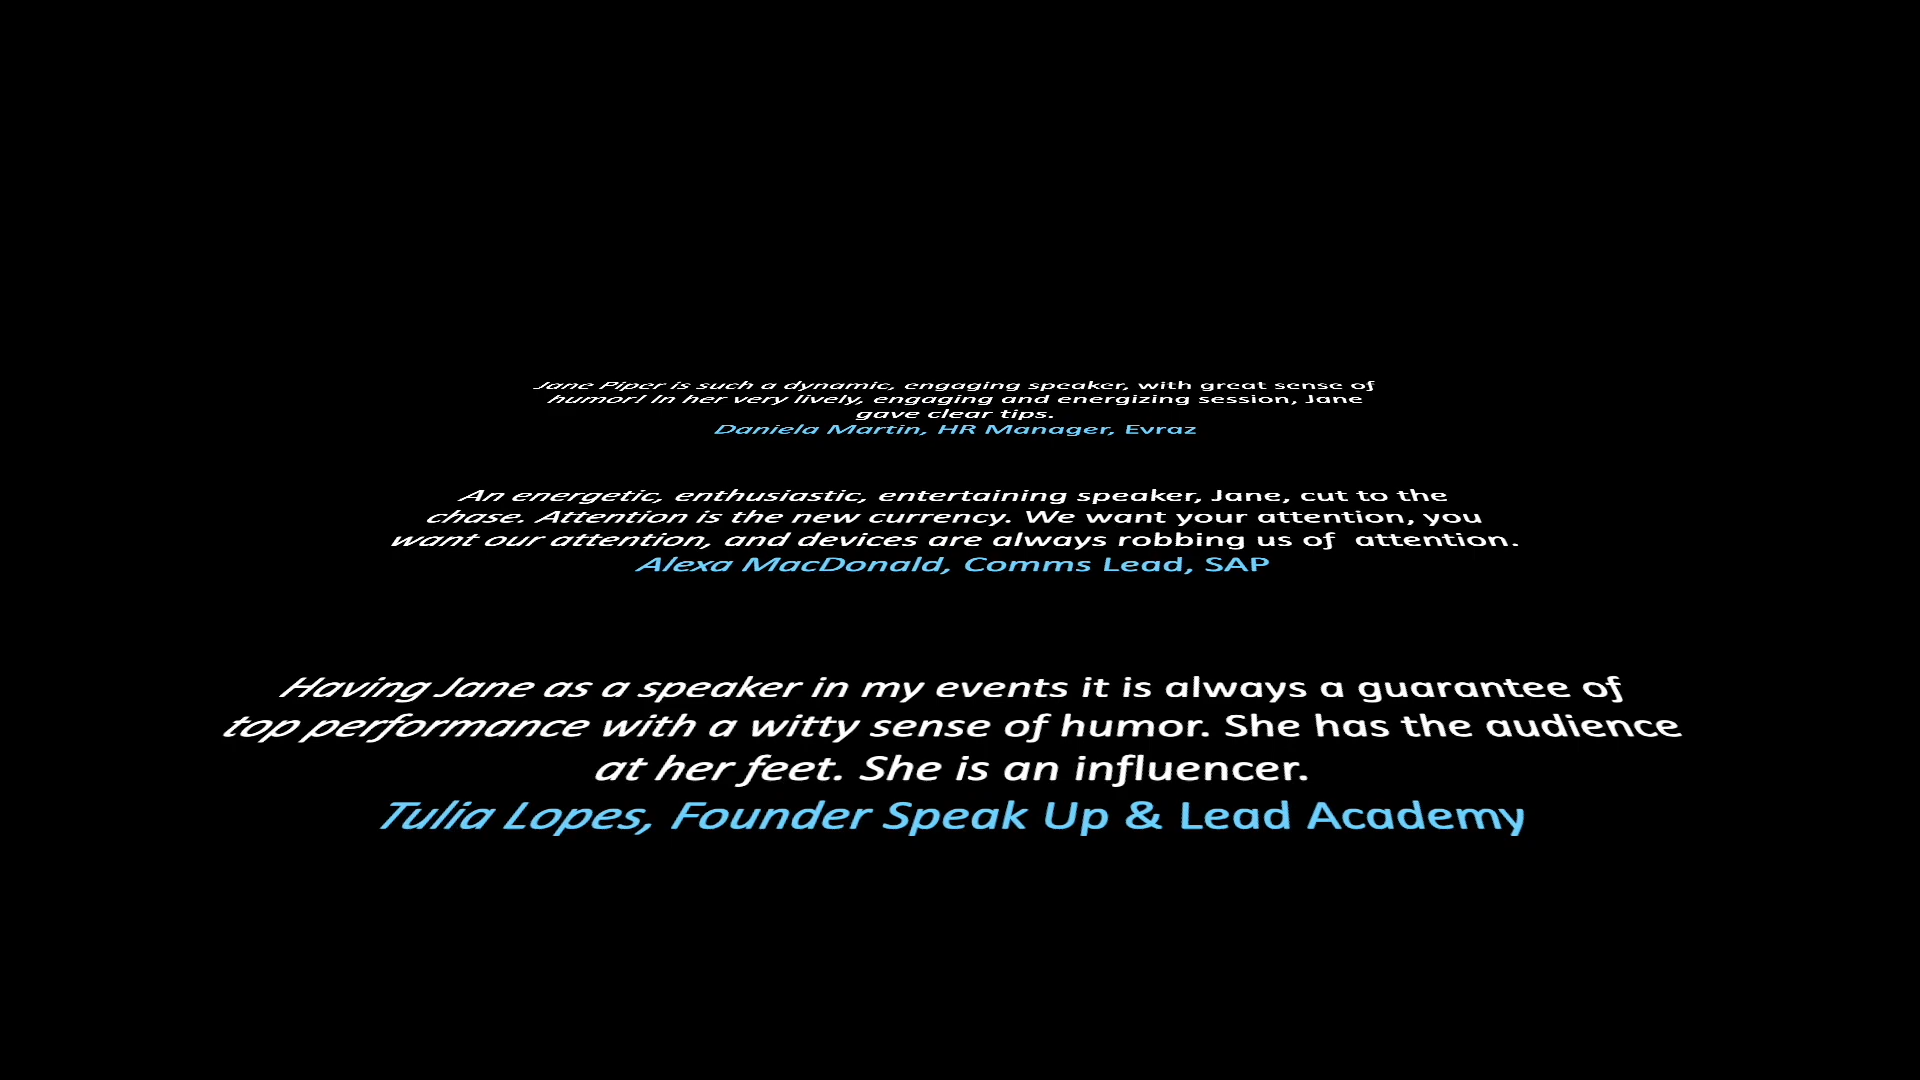 Jane Piper is such a dynamic, engaging speaker, with great sense of
humor! In her very lively, engaging and energizing session, Jane
gave clear tips.
Daniela Martin, HR Manager, Evraz
An energetic, enthusiastic, entertaining speaker, Jane, cut to the
chase. Attention is the new currency. We want your attention, you
want our attention, and devices are always robbing us of  attention.
Alexa MacDonald, Comms Lead, SAP
Having Jane as a speaker in my events it is always a guarantee of
top performance with a witty sense of humor. She has the audience
at her feet. She is an influencer.
Tulia Lopes, Founder Speak Up & Lead Academy